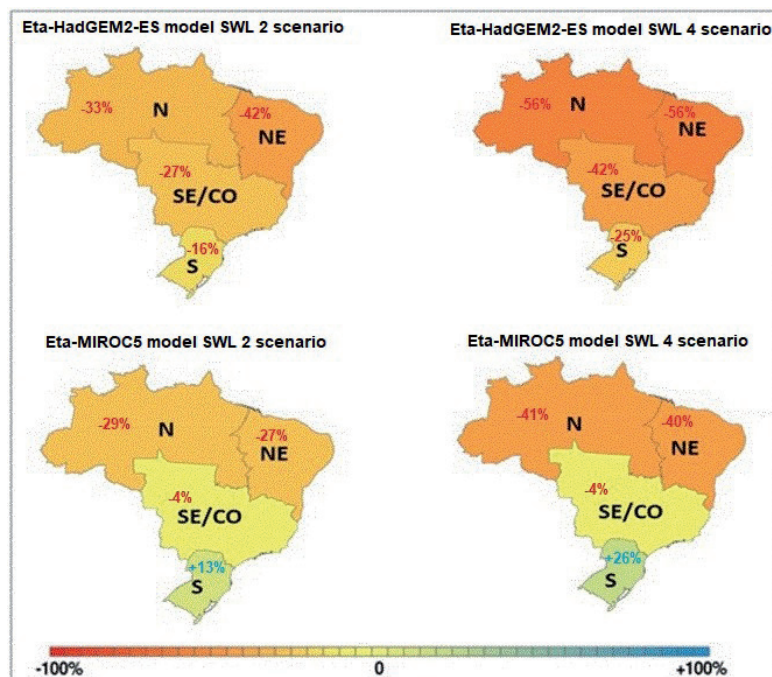 Eta-HadGEM2-ES model SWL 2 scenario
-33%
N
-42%
NE
-27%
SE/CO
-16%
S
Eta-HadGEM2-ES model SWL 4 scenario
-56%
N
-56%
NE
-42%
SE/CO
-25%
S
Eta-MIROC5 model SWL 2 scenario
-29%
N
-27%
NE
-4%
SE/CO
+13%
S
Eta-MIROC5 model SWL 4 scenario
-41%
N
-40%
NE
-4%
SE/CO
+26%
S
-100% 0 +100%